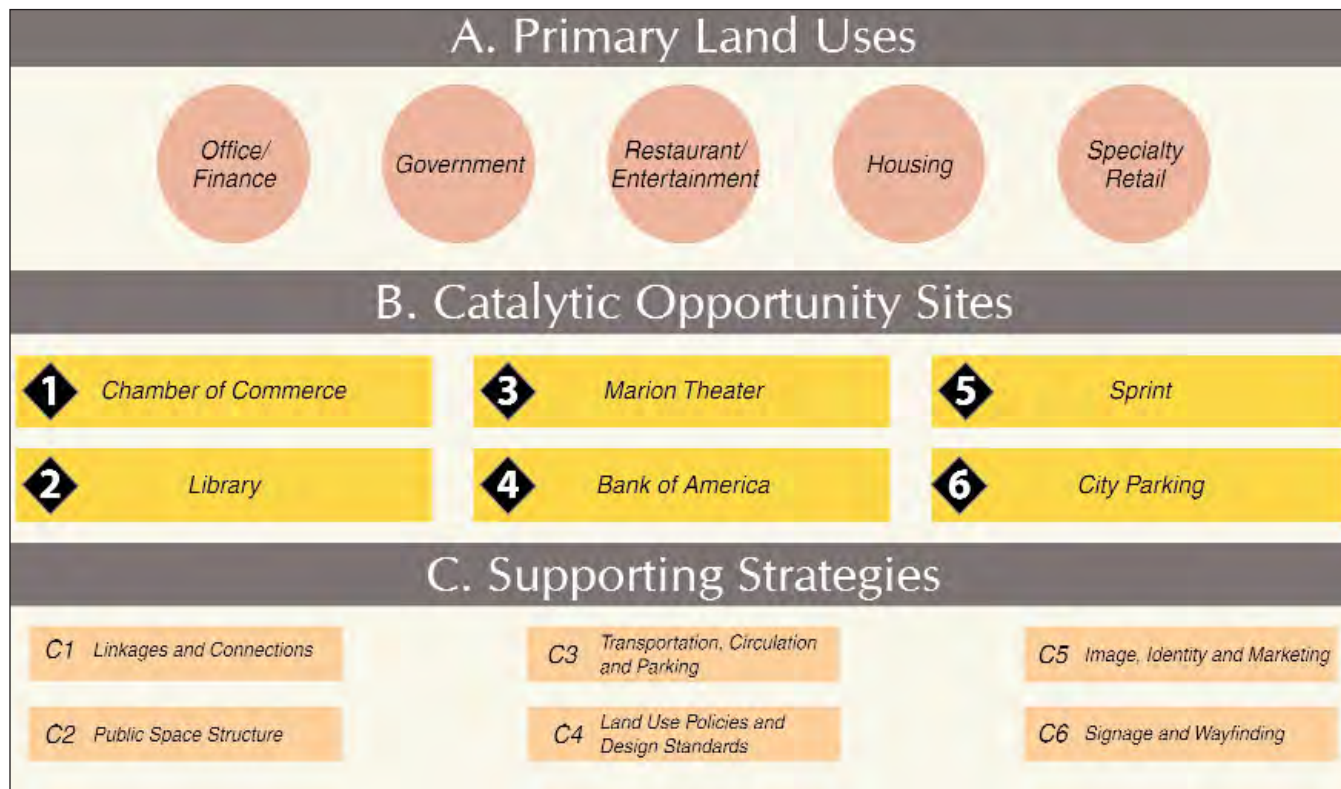 A. Primary Land Uses
Office/
Finance
Government
Restaurant/
Entertainment
Housing
Specialty
Retail
B. Catalytic Opportunity Sites
1 Chamber of Commerce
3 Marion Theater
5 Sprint
2 Library
4 Bank of America
6 City Parking
C. Supporting Strategies
C1 Linkages and Connections
C3 Transportation, Circulation
and Parking
C5 Image, Identity and Marketing
C2 Public Space Structure
C4 Land Use Policies and
Design Standards
C6 Signage and Wayfinding